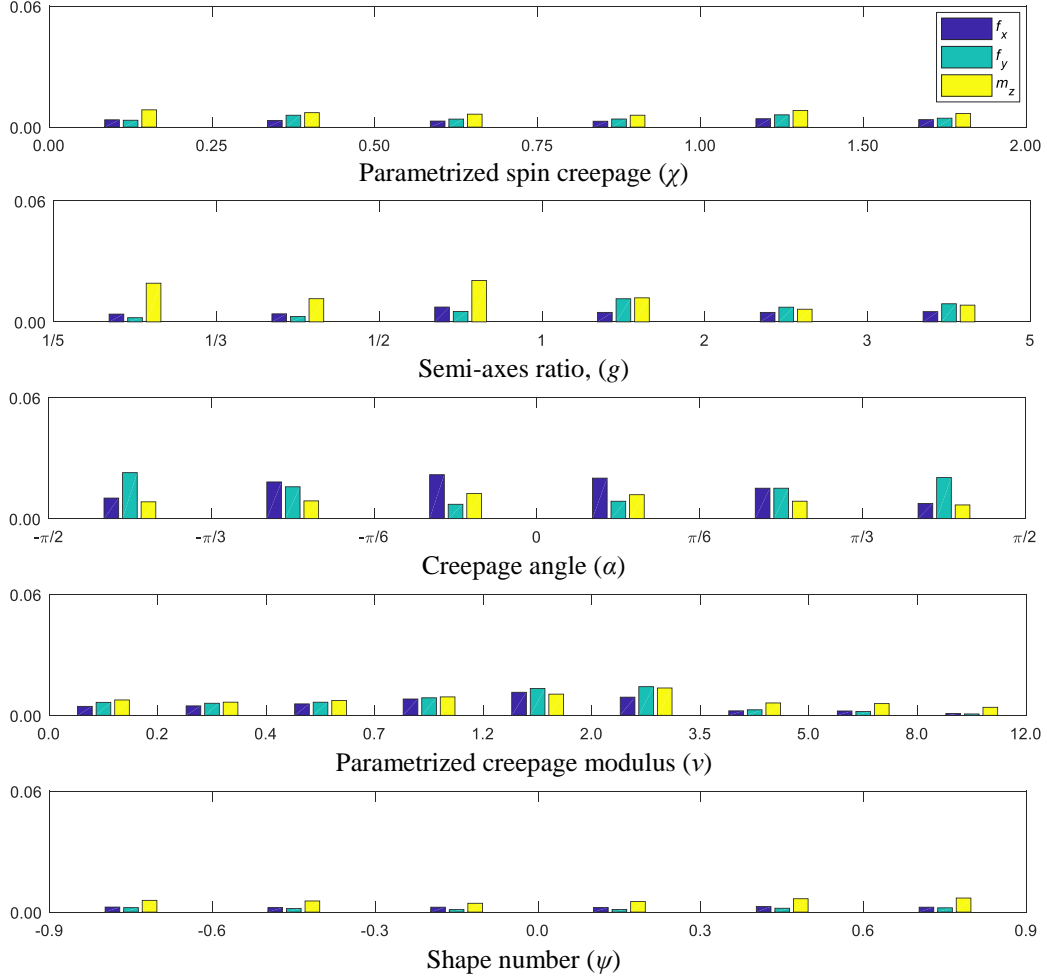 0.06
f_x
f_y
m_z
0.00
0.00 0.25 0.50 0.75 1.00 1.50 2.00
Parametrized spin creepage (χ)
0.06
0.00
1/5 1/3 1/2 1 2 3 5
Semi-axes ratio, (g)
0.06
0.00
-π/2 -π/3 -π/6 0 π/6 π/3 π/2
Creepage angle (α)
0.06
0.00
0.0 0.2 0.4 0.7 1.2 2.0 3.5 5.0 8.0 12.0
Parametrized creepage modulus (ν)
0.06
0.00
-0.9 -0.6 -0.3 0.0 0.3 0.6 0.9
Shape number (ψ)